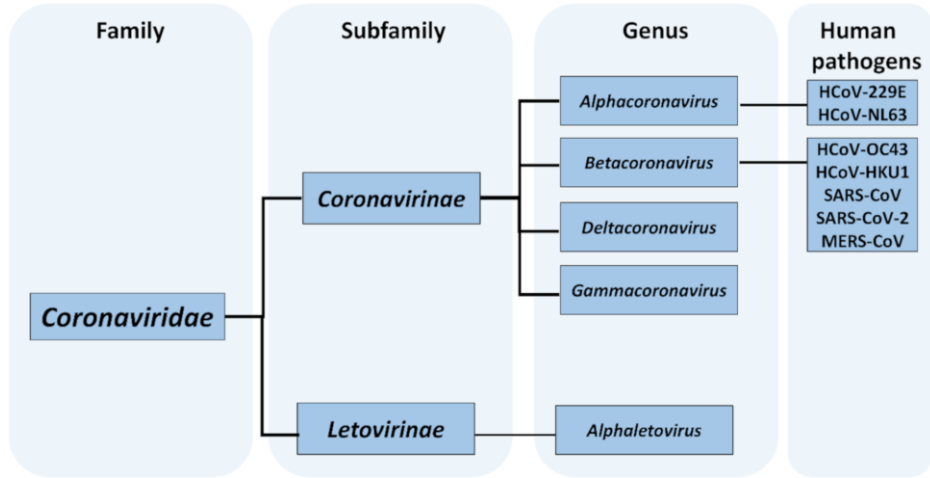 Family
Subfamily
Genus
Human
pathogens
Coronaviridae
Coronavirinae
Letovirinae
Alphacoronavirus
Betacoronavirus
Deltacoronavirus
Gammacoronavirus
Alphaletovirus
HCoV-229E
HCoV-NL63
HCoV-OC43
HCoV-HKU1
SARS-CoV
SARS-CoV-2
MERS-CoV